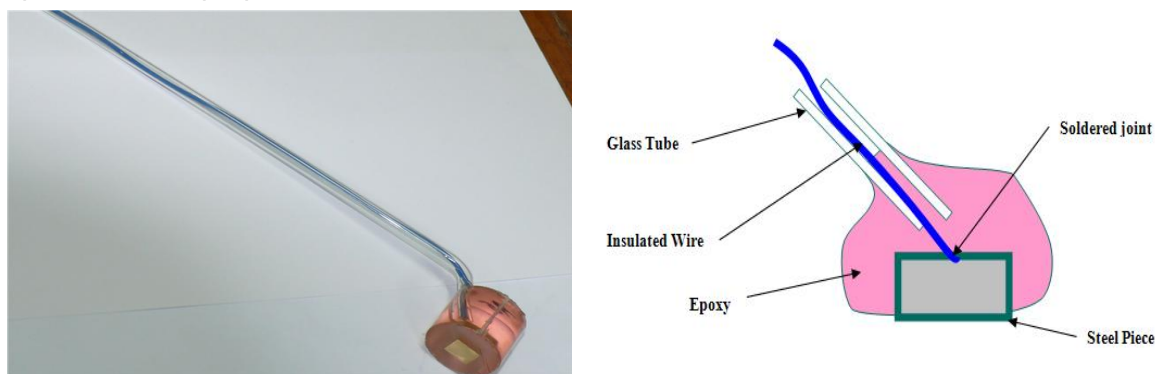 Glass Tube
Soldered joint
Insulated Wire
Epoxy
Steel Piece